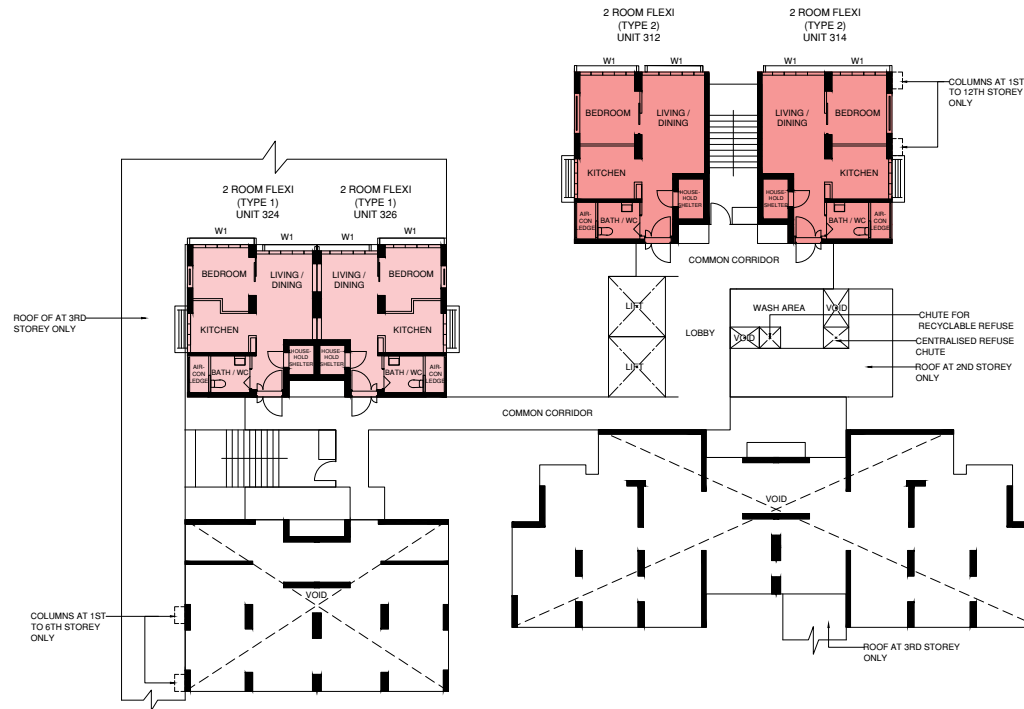 2 ROOM FLEXI
(TYPE 2)
UNIT 312
2 ROOM FLEXI
(TYPE 2)
UNIT 314
W1
W1
W1
W1
COLUMNS AT 1ST
TO 12TH STOREY
ONLY
BEDROOM
LIVING /
DINING
LIVING /
DINING
BEDROOM
KITCHEN
KITCHEN
HOUSE-
HOLD
SHELTER
HOUSE-
HOLD
SHELTER
AIR-
CON
LEDGE
BATH / WC
BATH / WC
AIR-
CON
LEDGE
COMMON CORRIDOR
2 ROOM FLEXI
(TYPE 1)
UNIT 324
2 ROOM FLEXI
(TYPE 1)
UNIT 326
W1
W1
W1
W1
BEDROOM
LIVING /
DINING
LIVING /
DINING
BEDROOM
KITCHEN
KITCHEN
HOUSE-
HOLD
SHELTER
HOUSE-
HOLD
SHELTER
AIR-
CON
LEDGE
BATH / WC
BATH / WC
AIR-
CON
LEDGE
ROOF OF AT 3RD
STOREY ONLY
LIFT
LIFT
LOBBY
WASH AREA
VOID
VOID
CHUTE FOR
RECYCLABLE REFUSE
CENTRALISED REFUSE
CHUTE
ROOF AT 2ND STOREY
ONLY
COMMON CORRIDOR
VOID
VOID
COLUMNS AT 1ST
TO 6TH STOREY
ONLY
ROOF AT 3RD STOREY
ONLY